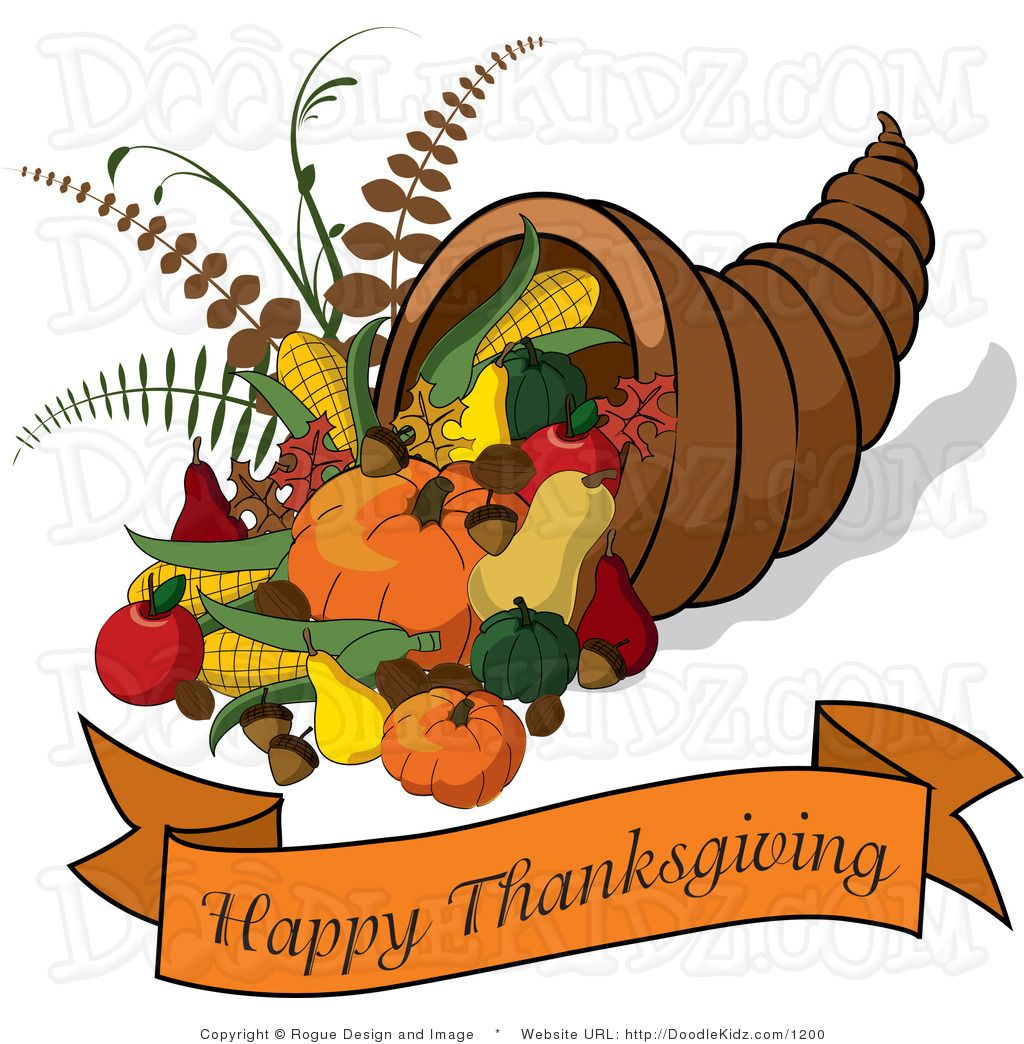 DOODLEKIDZ.COM
Happy Thanksgiving
Copyright © Rogue Design and Image * Website URL: http://DoodleKidz.com/1200